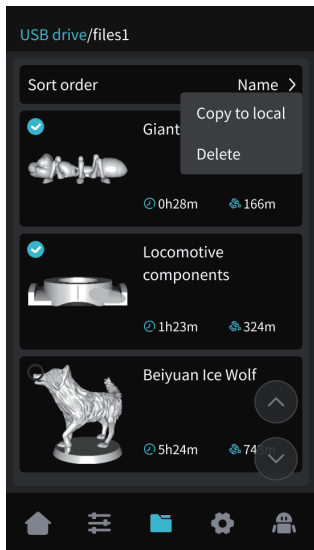 USB drive/files1
Sort order
Name
Copy to local
Delete
Giant
0h28m
166m
Locomotive
components
1h23m
324m
Beiyuan Ice Wolf
5h24m